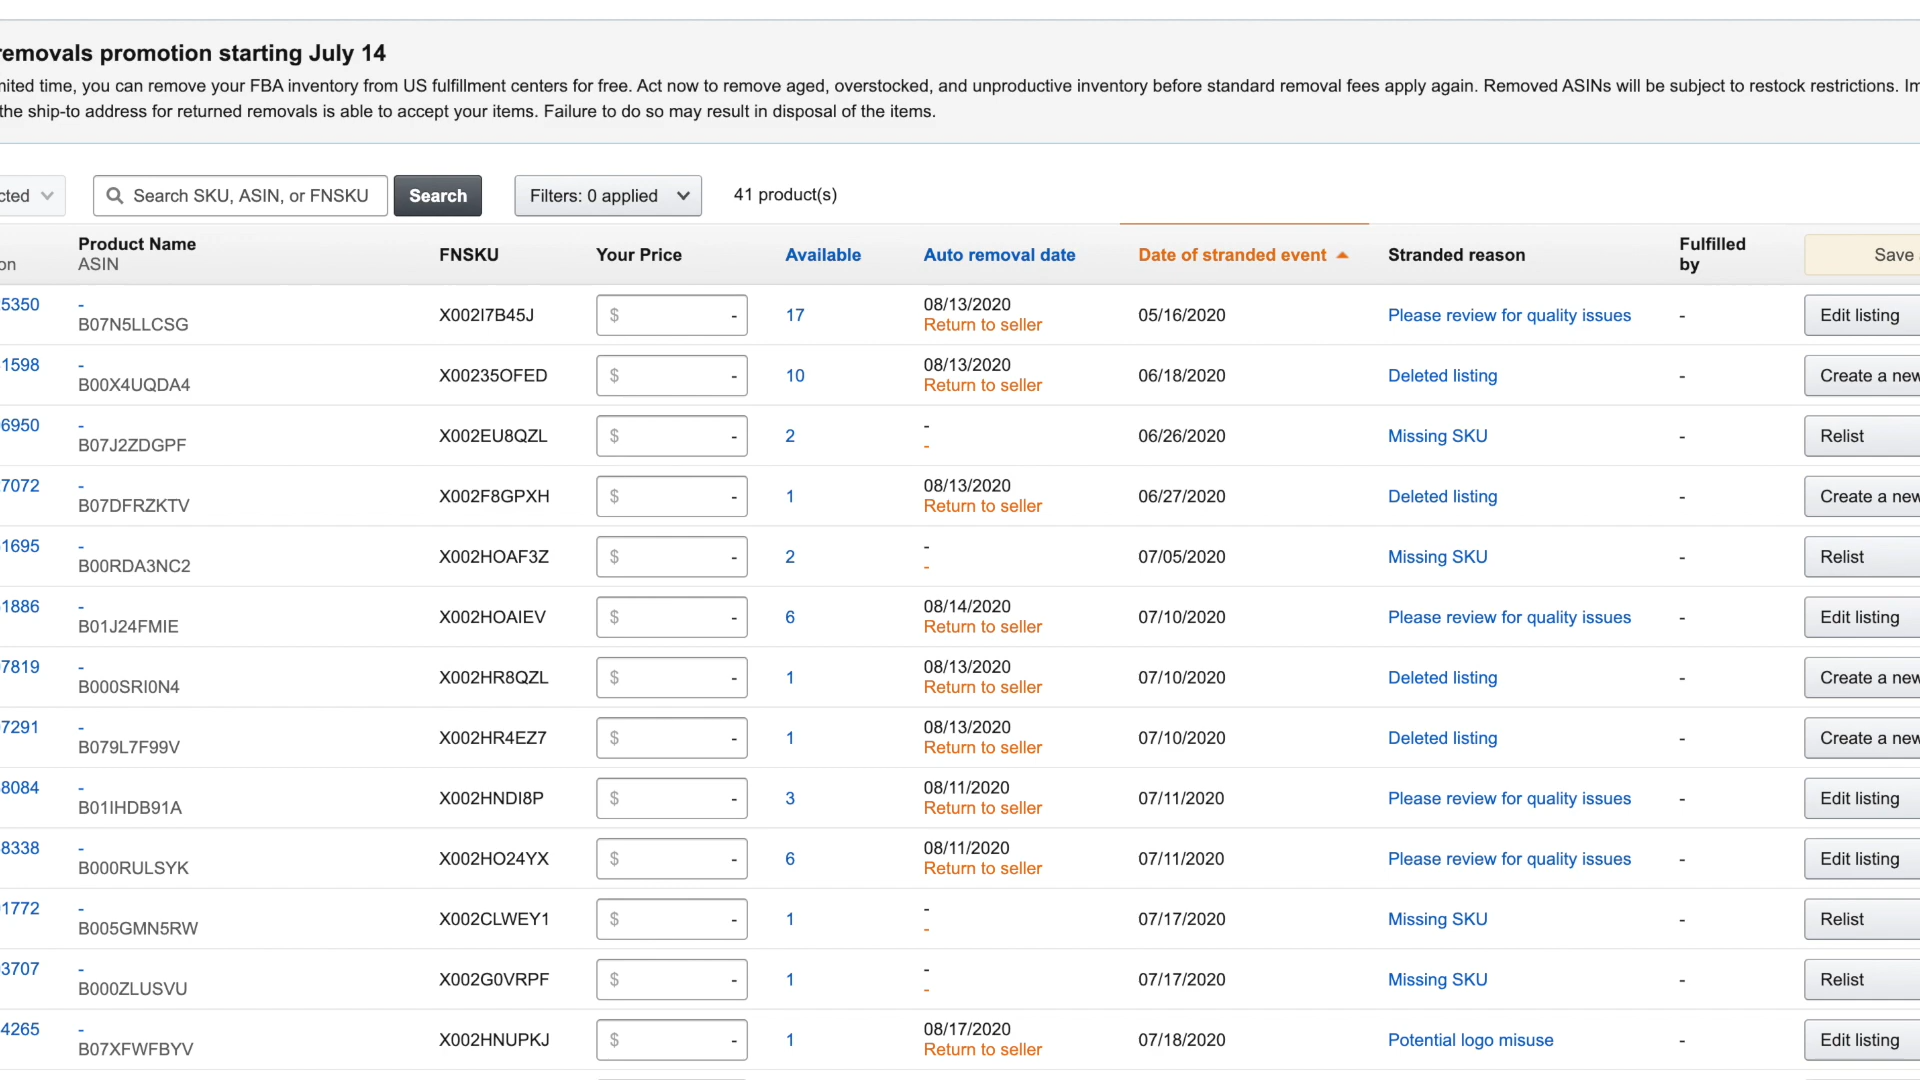 removals promotion starting July 14
mited time, you can remove your FBA inventory from US fulfillment centers for free. Act now to remove aged, overstocked, and unproductive inventory before standard removal fees apply again. Removed ASINs will be subject to restock restrictions. Im
the ship-to address for returned removals is able to accept your items. Failure to do so may result in disposal of the items.
cted Search SKU, ASIN, or FNSKU Search Filters: 0 applied 41 product(s)
on Product Name ASIN FNSKU Your Price Available Auto removal date Date of stranded event Stranded reason Fulfilled by Save
5350 - 08/13/2020
B07N5LLCSG X002I7B45J $ - 17 Return to seller 05/16/2020 Please review for quality issues - Edit listing
1598 - 08/13/2020
B00X4UQDA4 X00235OFED $ - 10 Return to seller 06/18/2020 Deleted listing - Create a new
6950 - -
B07J2ZDGPF X002EU8QZL $ - 2 - 06/26/2020 Missing SKU - Relist
7072 - 08/13/2020
B07DFRZKTV X002F8GPXH $ - 1 Return to seller 06/27/2020 Deleted listing - Create a new
1695 - -
B00RDA3NC2 X002HOAF3Z $ - 2 - 07/05/2020 Missing SKU - Relist
1886 - 08/14/2020
B01J24FMIE X002HOAIEV $ - 6 Return to seller 07/10/2020 Please review for quality issues - Edit listing
7819 - 08/13/2020
B000SRI0N4 X002HR8QZL $ - 1 Return to seller 07/10/2020 Deleted listing - Create a new
7291 - 08/13/2020
B079L7F99V X002HR4EZ7 $ - 1 Return to seller 07/10/2020 Deleted listing - Create a new
8084 - 08/11/2020
B01IHDB91A X002HNDI8P $ - 3 Return to seller 07/11/2020 Please review for quality issues - Edit listing
8338 - 08/11/2020
B000RULSYK X002HO24YX $ - 6 Return to seller 07/11/2020 Please review for quality issues - Edit listing
1772 - -
B005GMN5RW X002CLWEY1 $ - 1 - 07/17/2020 Missing SKU - Relist
3707 - -
B000ZLUSVU X002G0VRPF $ - 1 - 07/17/2020 Missing SKU - Relist
4265 - 08/17/2020
B07XFWFBYV X002HNUPKJ $ - 1 Return to seller 07/18/2020 Potential logo misuse - Edit listing